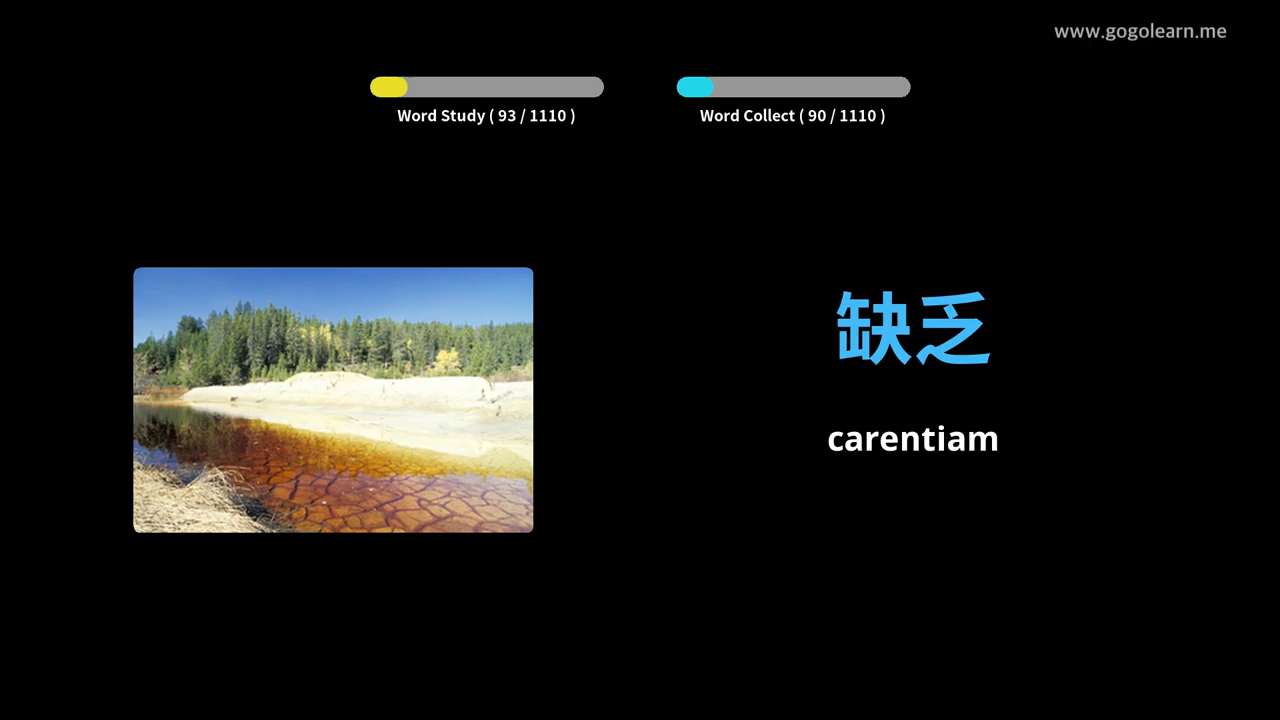 www.gogolearn.me
Word Study ( 93 / 1110 )
Word Collect ( 90 / 1110 )
缺乏
carentiam